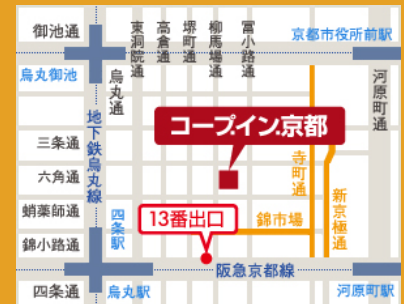 御池通
東洞院通
高倉通
堺町通
柳馬場通
富小路通
京都市役所前駅
烏丸御池
烏丸通
河原町通
地下鉄烏丸線
コープ.イン.京都
三条通
六角通
寺町通
新京極通
蛸薬師通
四条駅
13番出口
錦市場
錦小路通
阪急京都線
四条通
烏丸駅
河原町駅